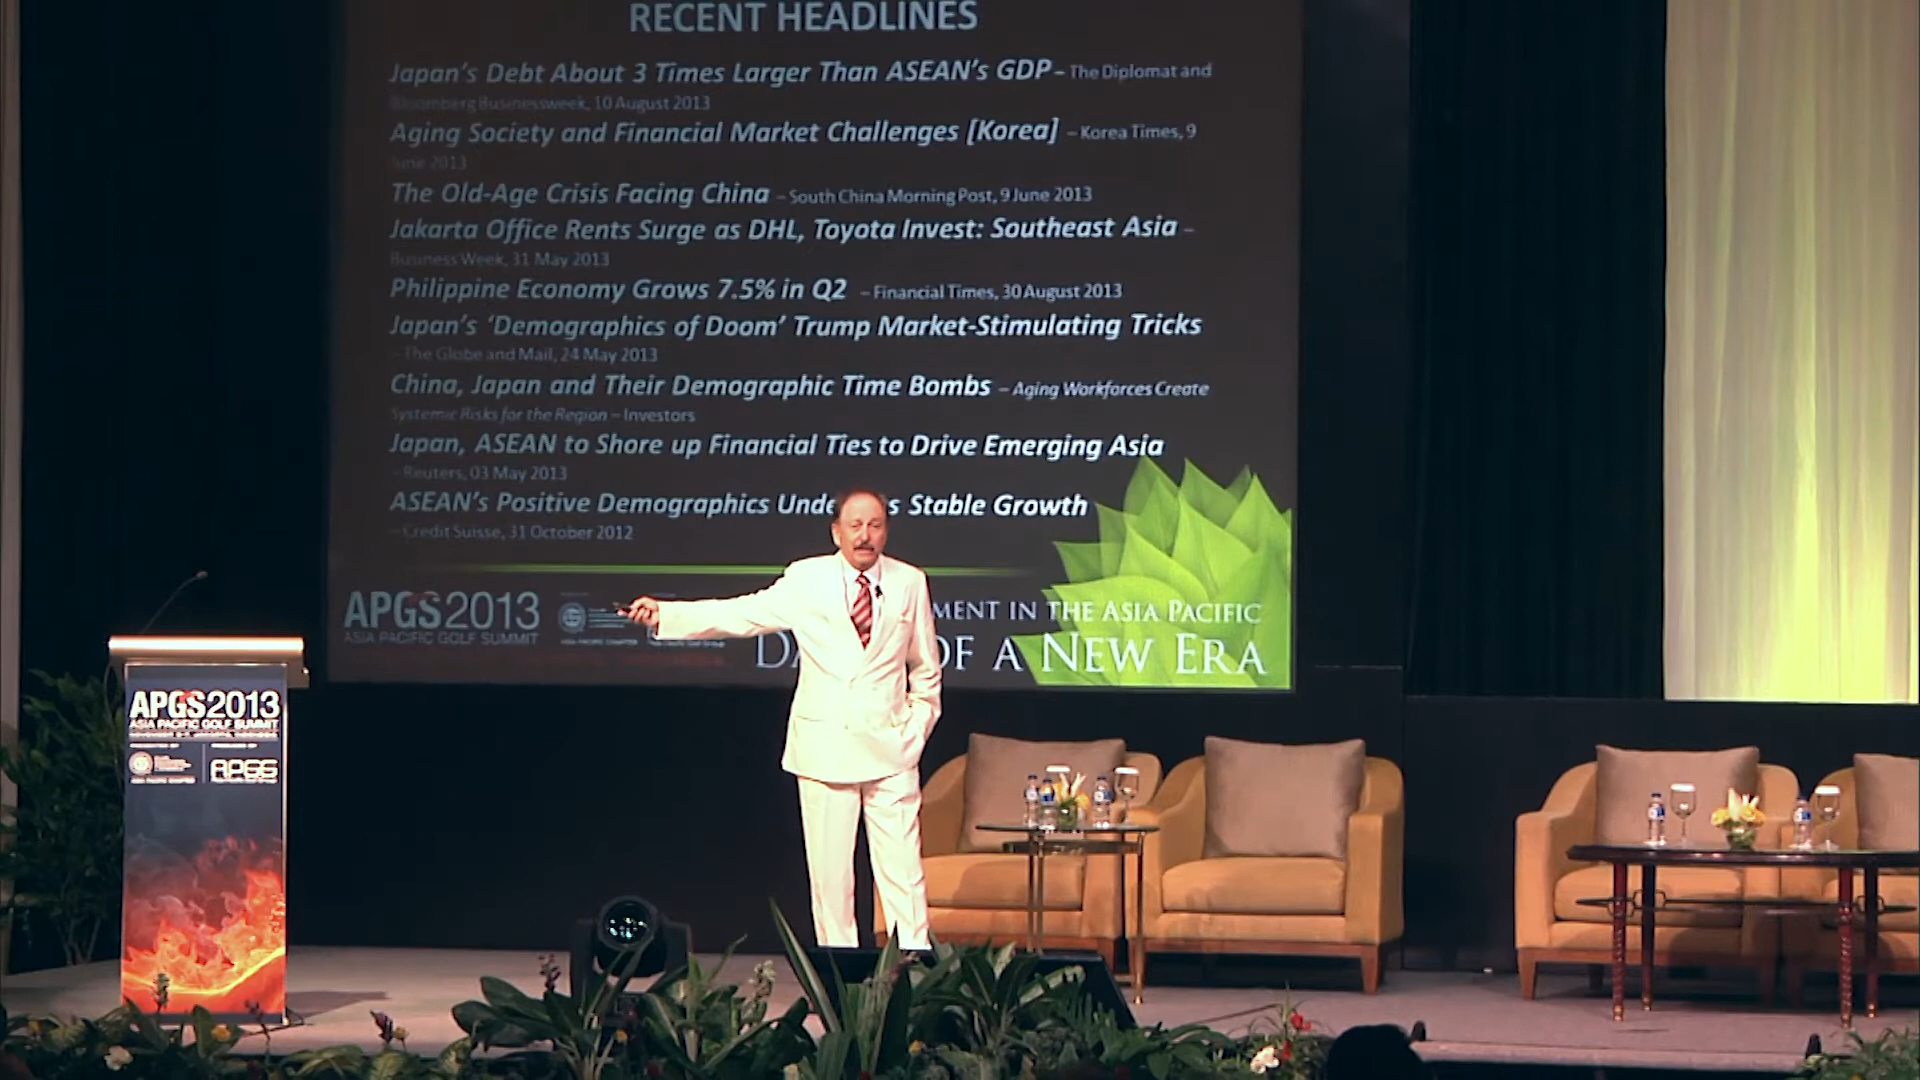 RECENT HEADLINES
Japan's Debt About 3 Times Larger Than ASEAN's GDP – The Diplomat and
Bloomberg Businessweek, 10 August 2013
Aging Society and Financial Market Challenges [Korea] – Korea Times, 9
June 2013
The Old-Age Crisis Facing China – South China Morning Post, 9 June 2013
Jakarta Office Rents Surge as DHL, Toyota Invest: Southeast Asia –
Business Week, 31 May 2013
Philippine Economy Grows 7.5% in Q2 – Financial Times, 30 August 2013
Japan's 'Demographics of Doom' Trump Market-Stimulating Tricks
– The Globe and Mail, 24 May 2013
China, Japan and Their Demographic Time Bombs – Aging Workforces Create
Systemic Risks for the Region – Investors
Japan, ASEAN to Shore up Financial Ties to Drive Emerging Asia
– Reuters, 03 May 2013
ASEAN's Positive Demographics Unde s Stable Growth
– Credit Suisse, 31 October 2012
APGS2013
ASIA PACIFIC GOLF SUMMIT
MENT IN THE ASIA PACIFIC
DA OF A NEW ERA
APGS2013
ASIA PACIFIC GOLF SUMMIT
APGS